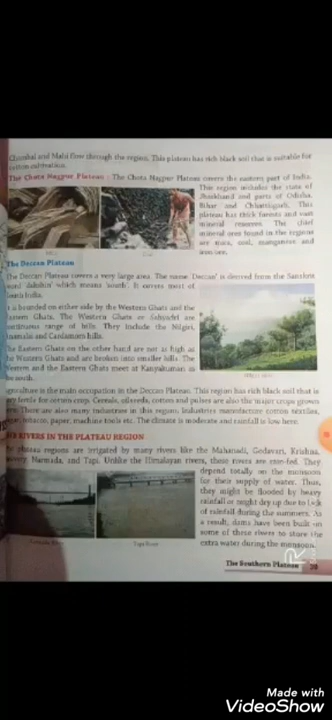 Chambal and Mahi flow through the region. This plateau has rich black soil that is suitable for
cotton cultivation.
The Chota Nagpur Plateau : The Chota Nagpur Plateau covers the eastern part of India.
This region includes the state of
Jharkhand and parts of Odisha,
Bihar and Chhattisgarh. This
plateau has thick forests and vast
mineral reserves. The chief
mineral ores found in the regions
are mica, coal, manganese and
iron-ore.
The Deccan Plateau
The Deccan Plateau covers a very large area. The name 'Deccan' is derived from the Sanskrit
word 'dakshin' which means 'south'. It covers most of
It is bounded on either side by the Western Ghats and the
Eastern Ghats. The Western Ghats or Sahyadri are
continuous range of hills. They include the Nilgiri,
Anamalai and Cardamom hills.
The Eastern Ghats on the other hand are not as high as
the Western Ghats and are broken into smaller hills. The
Western and the Eastern Ghats meet at Kanyakumari in
the south.
Agriculture is the main occupation in the Deccan Plateau. This region has rich black soil that is
very fertile for certain crop. Cereals, oilseeds, cotton and pulses are also the major crops grown
here. There are also many industries in this region. Industries manufacture cotton textiles,
sugar, tobacco, paper, machine tools etc. The climate is moderate and rainfall is low here.
THE RIVERS IN THE PLATEAU REGION
The plateau regions are irrigated by many rivers like the Mahanadi, Godavari, Krishna,
Kaveri, Narmada, and Tapi. Unlike the Himalayan rivers, these rivers are rain-fed. They
depend totally on the monsoon
for their supply of water. Thus,
they might be flooded by heavy
rainfall or might dry up due to lack
of rainfall during the summers. As
a result, dams have been built on
some of these rivers to store the
extra water during the monsoon.
Tapi River
The Southern Plateau
Made with
VideoShow